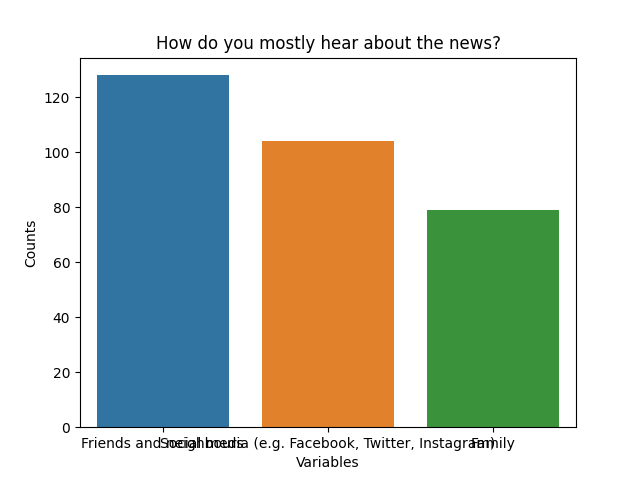 How do you mostly hear about the news?
Counts
120
100
80
60
40
20
0
Friends and neighbours
Social media (e.g. Facebook, Twitter, Instagram)
Family
Variables